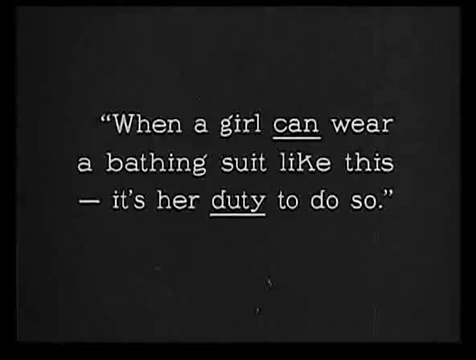 “When a girl can wear
a bathing suit like this
— it's her duty to do so.”